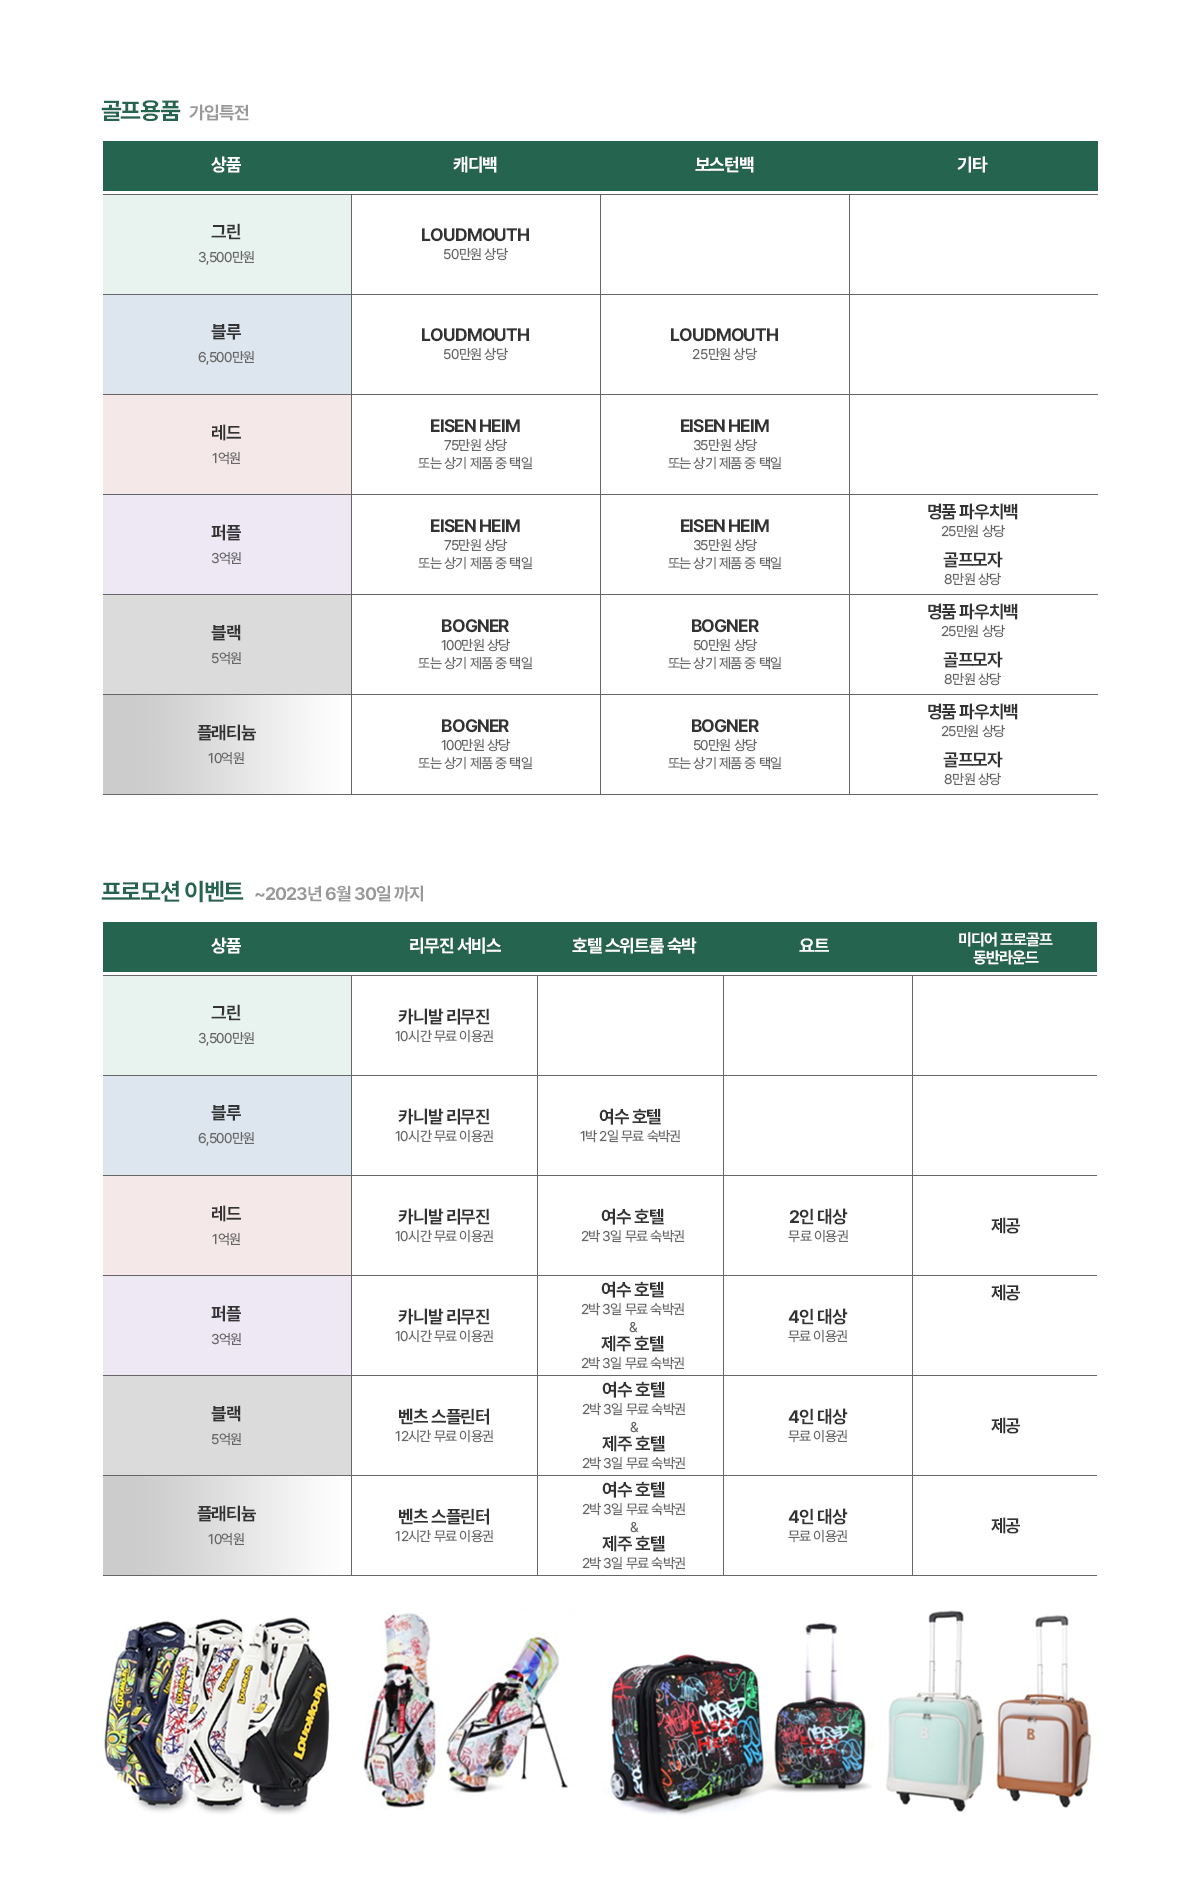 골프용품 가입특전
상품 캐디백 보스턴백 기타
그린
3,500만원
LOUDMOUTH
50만원 상당
블루
6,500만원
LOUDMOUTH
50만원 상당
LOUDMOUTH
25만원 상당
레드
1억원
EISEN HEIM
75만원 상당
또는 상기 제품 중 택일
EISEN HEIM
35만원 상당
또는 상기 제품 중 택일
퍼플
3억원
EISEN HEIM
75만원 상당
또는 상기 제품 중 택일
EISEN HEIM
35만원 상당
또는 상기 제품 중 택일
명품 파우치백
25만원 상당
골프모자
8만원 상당
블랙
5억원
BOGNER
100만원 상당
또는 상기 제품 중 택일
BOGNER
50만원 상당
또는 상기 제품 중 택일
명품 파우치백
25만원 상당
골프모자
8만원 상당
플래티늄
10억원
BOGNER
100만원 상당
또는 상기 제품 중 택일
BOGNER
50만원 상당
또는 상기 제품 중 택일
명품 파우치백
25만원 상당
골프모자
8만원 상당
프로모션 이벤트 ~2023년 6월 30일 까지
상품 리무진 서비스 호텔 스위트룸 숙박 요트 미디어 프로골프
동반라운드
그린
3,500만원
카니발 리무진
10시간 무료 이용권
블루
6,500만원
카니발 리무진
10시간 무료 이용권
여수 호텔
1박 2일 무료 숙박권
레드
1억원
카니발 리무진
10시간 무료 이용권
여수 호텔
2박 3일 무료 숙박권
2인 대상
무료 이용권
제공
퍼플
3억원
카니발 리무진
10시간 무료 이용권
여수 호텔
2박 3일 무료 숙박권
&
제주 호텔
2박 3일 무료 숙박권
4인 대상
무료 이용권
제공
블랙
5억원
벤츠 스플린터
12시간 무료 이용권
여수 호텔
2박 3일 무료 숙박권
&
제주 호텔
2박 3일 무료 숙박권
4인 대상
무료 이용권
제공
플래티늄
10억원
벤츠 스플린터
12시간 무료 이용권
여수 호텔
2박 3일 무료 숙박권
&
제주 호텔
2박 3일 무료 숙박권
4인 대상
무료 이용권
제공
LOUDMOUTH
B
B